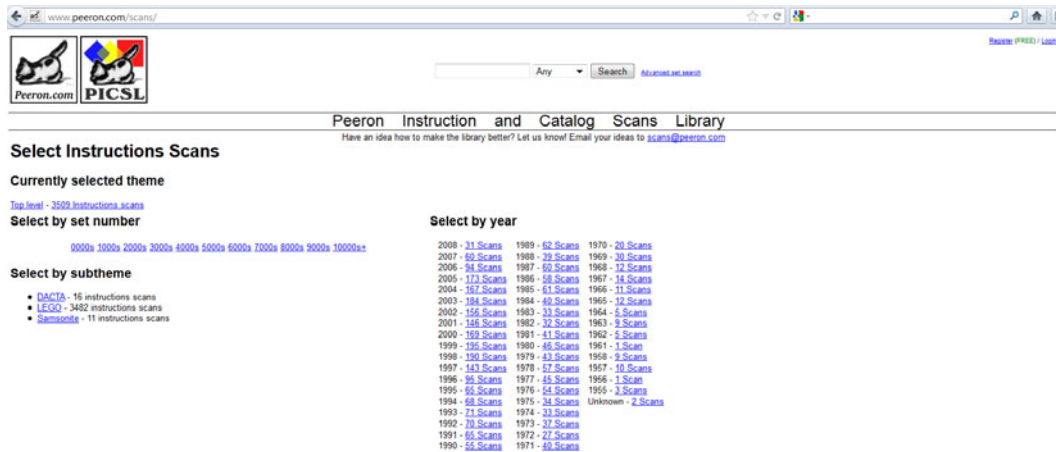 www.peeron.com/scans/
Register (FREE) / Login
Peeron.com PICSL
Any Search Advanced set search
Peeron Instruction and Catalog Scans Library
Have an idea how to make the library better? Let us know! Email your ideas to scans@peeron.com
Select Instructions Scans
Currently selected theme
Top level - 3509 Instructions scans
Select by set number
0000s 1000s 2000s 3000s 4000s 5000s 6000s 7000s 8000s 9000s 10000s+
Select by subtheme
DACTA - 16 instructions scans
LEGO - 3482 instructions scans
Samsonite - 11 instructions scans
Select by year
2008 - 31 Scans 1989 - 62 Scans 1970 - 20 Scans
2007 - 60 Scans 1988 - 39 Scans 1969 - 30 Scans
2006 - 94 Scans 1987 - 60 Scans 1968 - 12 Scans
2005 - 173 Scans 1986 - 58 Scans 1967 - 14 Scans
2004 - 167 Scans 1985 - 61 Scans 1966 - 11 Scans
2003 - 184 Scans 1984 - 40 Scans 1965 - 12 Scans
2002 - 156 Scans 1983 - 33 Scans 1964 - 5 Scans
2001 - 146 Scans 1982 - 32 Scans 1963 - 9 Scans
2000 - 169 Scans 1981 - 41 Scans 1962 - 5 Scans
1999 - 195 Scans 1980 - 46 Scans 1961 - 1 Scan
1998 - 190 Scans 1979 - 43 Scans 1958 - 9 Scans
1997 - 143 Scans 1978 - 57 Scans 1957 - 10 Scans
1996 - 95 Scans 1977 - 45 Scans 1956 - 1 Scan
1995 - 65 Scans 1976 - 54 Scans 1955 - 3 Scans
1994 - 68 Scans 1975 - 34 Scans Unknown - 2 Scans
1993 - 71 Scans 1974 - 33 Scans
1992 - 70 Scans 1973 - 37 Scans
1991 - 65 Scans 1972 - 27 Scans
1990 - 55 Scans 1971 - 40 Scans